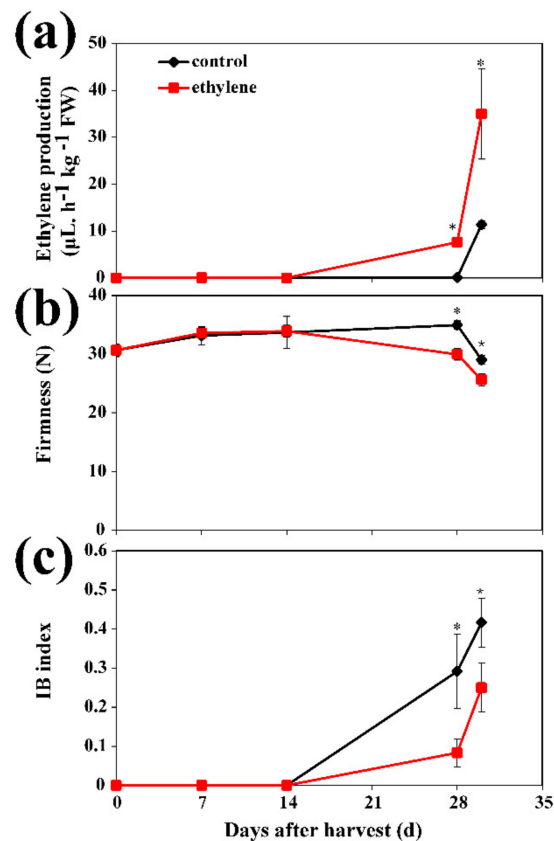 (a)
50
40
30
20
10
0
Ethylene production
(µL. h-1 kg -1 FW)
control
ethylene
*
*
(b)
40
30
20
10
0
Firmness (N)
*
*
(c)
0.6
0.5
0.4
0.3
0.2
0.1
0
IB index
*
*
0 7 14 21 28 35
Days after harvest (d)